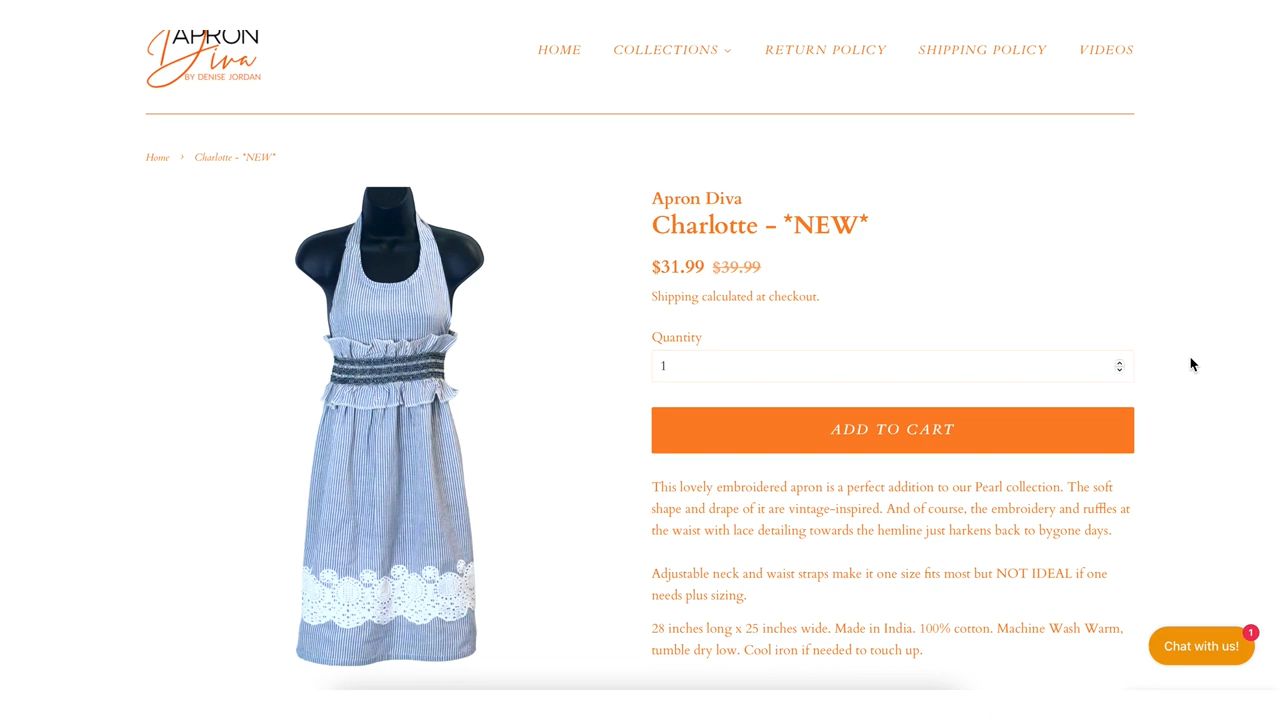 APRON
Diva
BY DENISE JORDAN
HOME COLLECTIONS RETURN POLICY SHIPPING POLICY VIDEOS
Home › Charlotte - *NEW*
Apron Diva
Charlotte - *NEW*
$31.99 $39.99
Shipping calculated at checkout.
Quantity
1
ADD TO CART
This lovely embroidered apron is a perfect addition to our Pearl collection. The soft
shape and drape of it are vintage-inspired. And of course, the embroidery and ruffles at
the waist with lace detailing towards the hemline just harkens back to bygone days.
Adjustable neck and waist straps make it one size fits most but NOT IDEAL if one
needs plus sizing.
28 inches long x 25 inches wide. Made in India. 100% cotton. Machine Wash Warm,
tumble dry low. Cool iron if needed to touch up.
1
Chat with us!